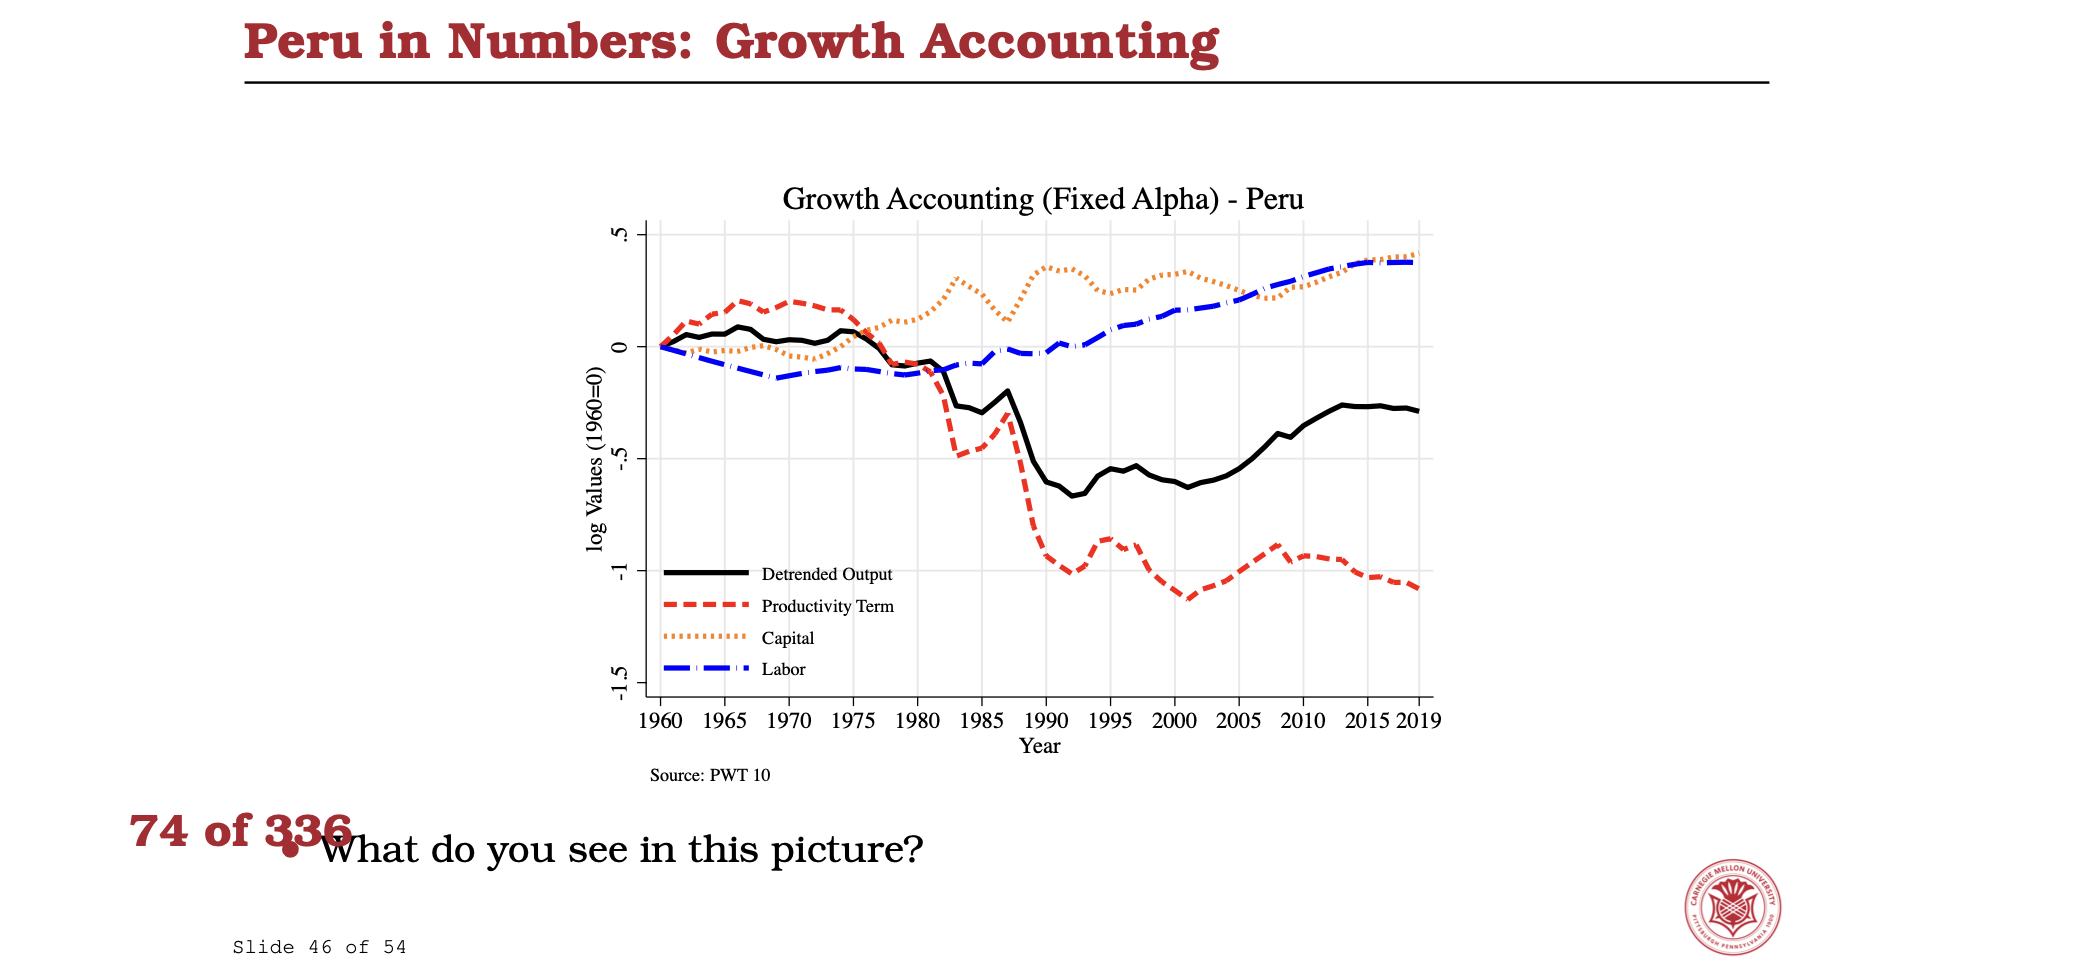 Peru in Numbers: Growth Accounting
Growth Accounting (Fixed Alpha) - Peru
log Values (1960=0)
.5
0
-.5
-1
-1.5
Detrended Output
Productivity Term
Capital
Labor
1960 1965 1970 1975 1980 1985 1990 1995 2000 2005 2010 2015 2019
Year
Source: PWT 10
74 of 336
• What do you see in this picture?
CARNEGIE MELLON UNIVERSITY
PITTSBURGH PENNSYLVANIA 1900
Slide 46 of 54